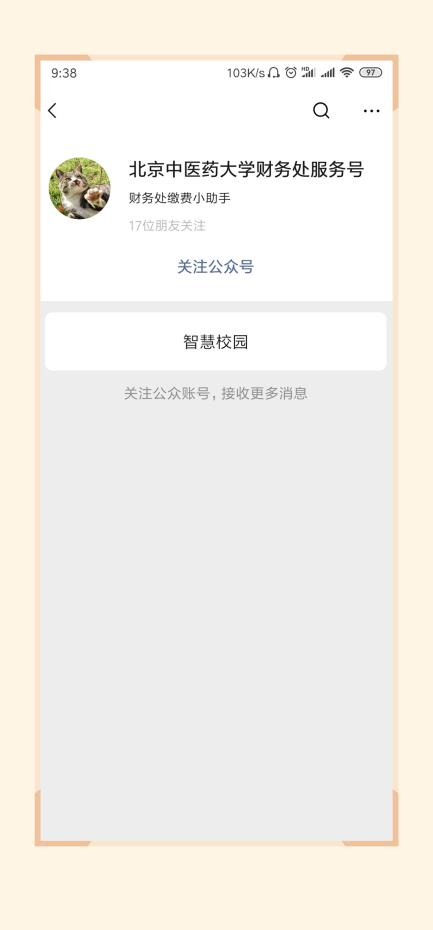 9:38
103K/s HD 97
北京中医药大学财务处服务号
财务处缴费小助手
17位朋友关注
关注公众号
智慧校园
关注公众账号，接收更多消息